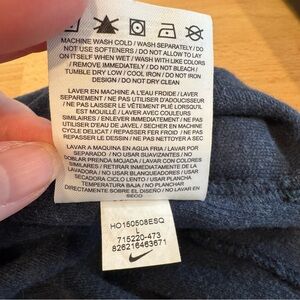 MACHINE WASH COLD / WASH SEPARATELY / DO
NOT USE SOFTENERS / DO NOT ALLOW TO LAY
ON ITSELF WHEN WET / WASH WITH LIKE COLORS
/ REMOVE IMMEDIATELY / DO NOT BLEACH /
TUMBLE DRY LOW / COOL IRON / DO NOT IRON
DESIGN / DO NOT DRY CLEAN
LAVER EN MACHINE A L'EAU FROIDE / LAVER
SEPAREMENT / NE PAS UTILISER D'ADOUCISSEUR
/ NE PAS LAISSER LE VÊTEMENT PLIÉ LORSQU'IL
EST MOUILLÉ / LAVER AVEC COULEURS
SIMILAIRES / ENLEVER IMMÉDIATEMENT / NE PAS
UTILISER D'EAU DE JAVEL / SECHER EN MACHINE
CYCLE DELICAT / REPASSER FER FROID / NE PAS
REPASSER LE DESSIN / NE PAS NETTOYER A SEC
LAVAR A MAQUINA EN AGUA FRIA / LAVAR POR
SEPARADO / NO USAR SUAVIZANTES / NO
DOBLAR PRENDA MOJADA / LAVAR CON COLORES
SIMILARES / RETIRAR INMEDIATAMENTE DE LA
LAVADORA / NO USAR BLANQUEADORES / USAR
SECADORA CICLO DELICADO / USAR PLANCHA
TEMPERATURA BAJA / NO PLANCHAR
DIRECTAMENTE SOBRE EL DISEÑO / NO LAVAR EN
SECO
HO150508ESQ
L
715220-473
826216463671